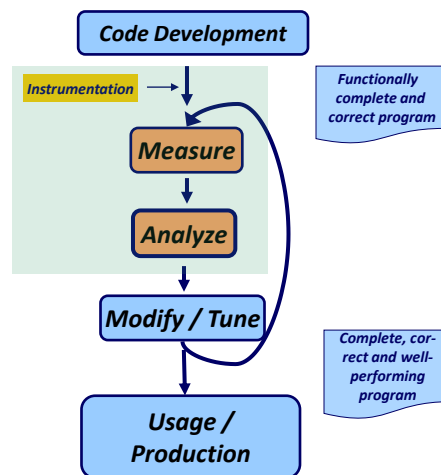 Code Development
Instrumentation
Functionally
complete and
correct program
Measure
Analyze
Modify / Tune
Complete, cor-
rect and well-
performing
program
Usage /
Production